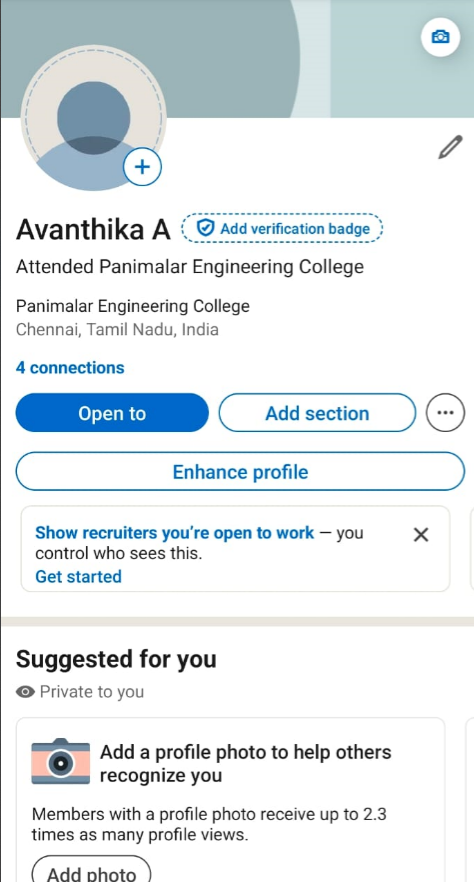 Avanthika A
Add verification badge
Attended Panimalar Engineering College
Panimalar Engineering College
Chennai, Tamil Nadu, India
4 connections
Open to
Add section
Enhance profile
Show recruiters you're open to work — you
control who sees this.
Get started
Suggested for you
Private to you
Add a profile photo to help others
recognize you
Members with a profile photo receive up to 2.3
times as many profile views.
Add photo